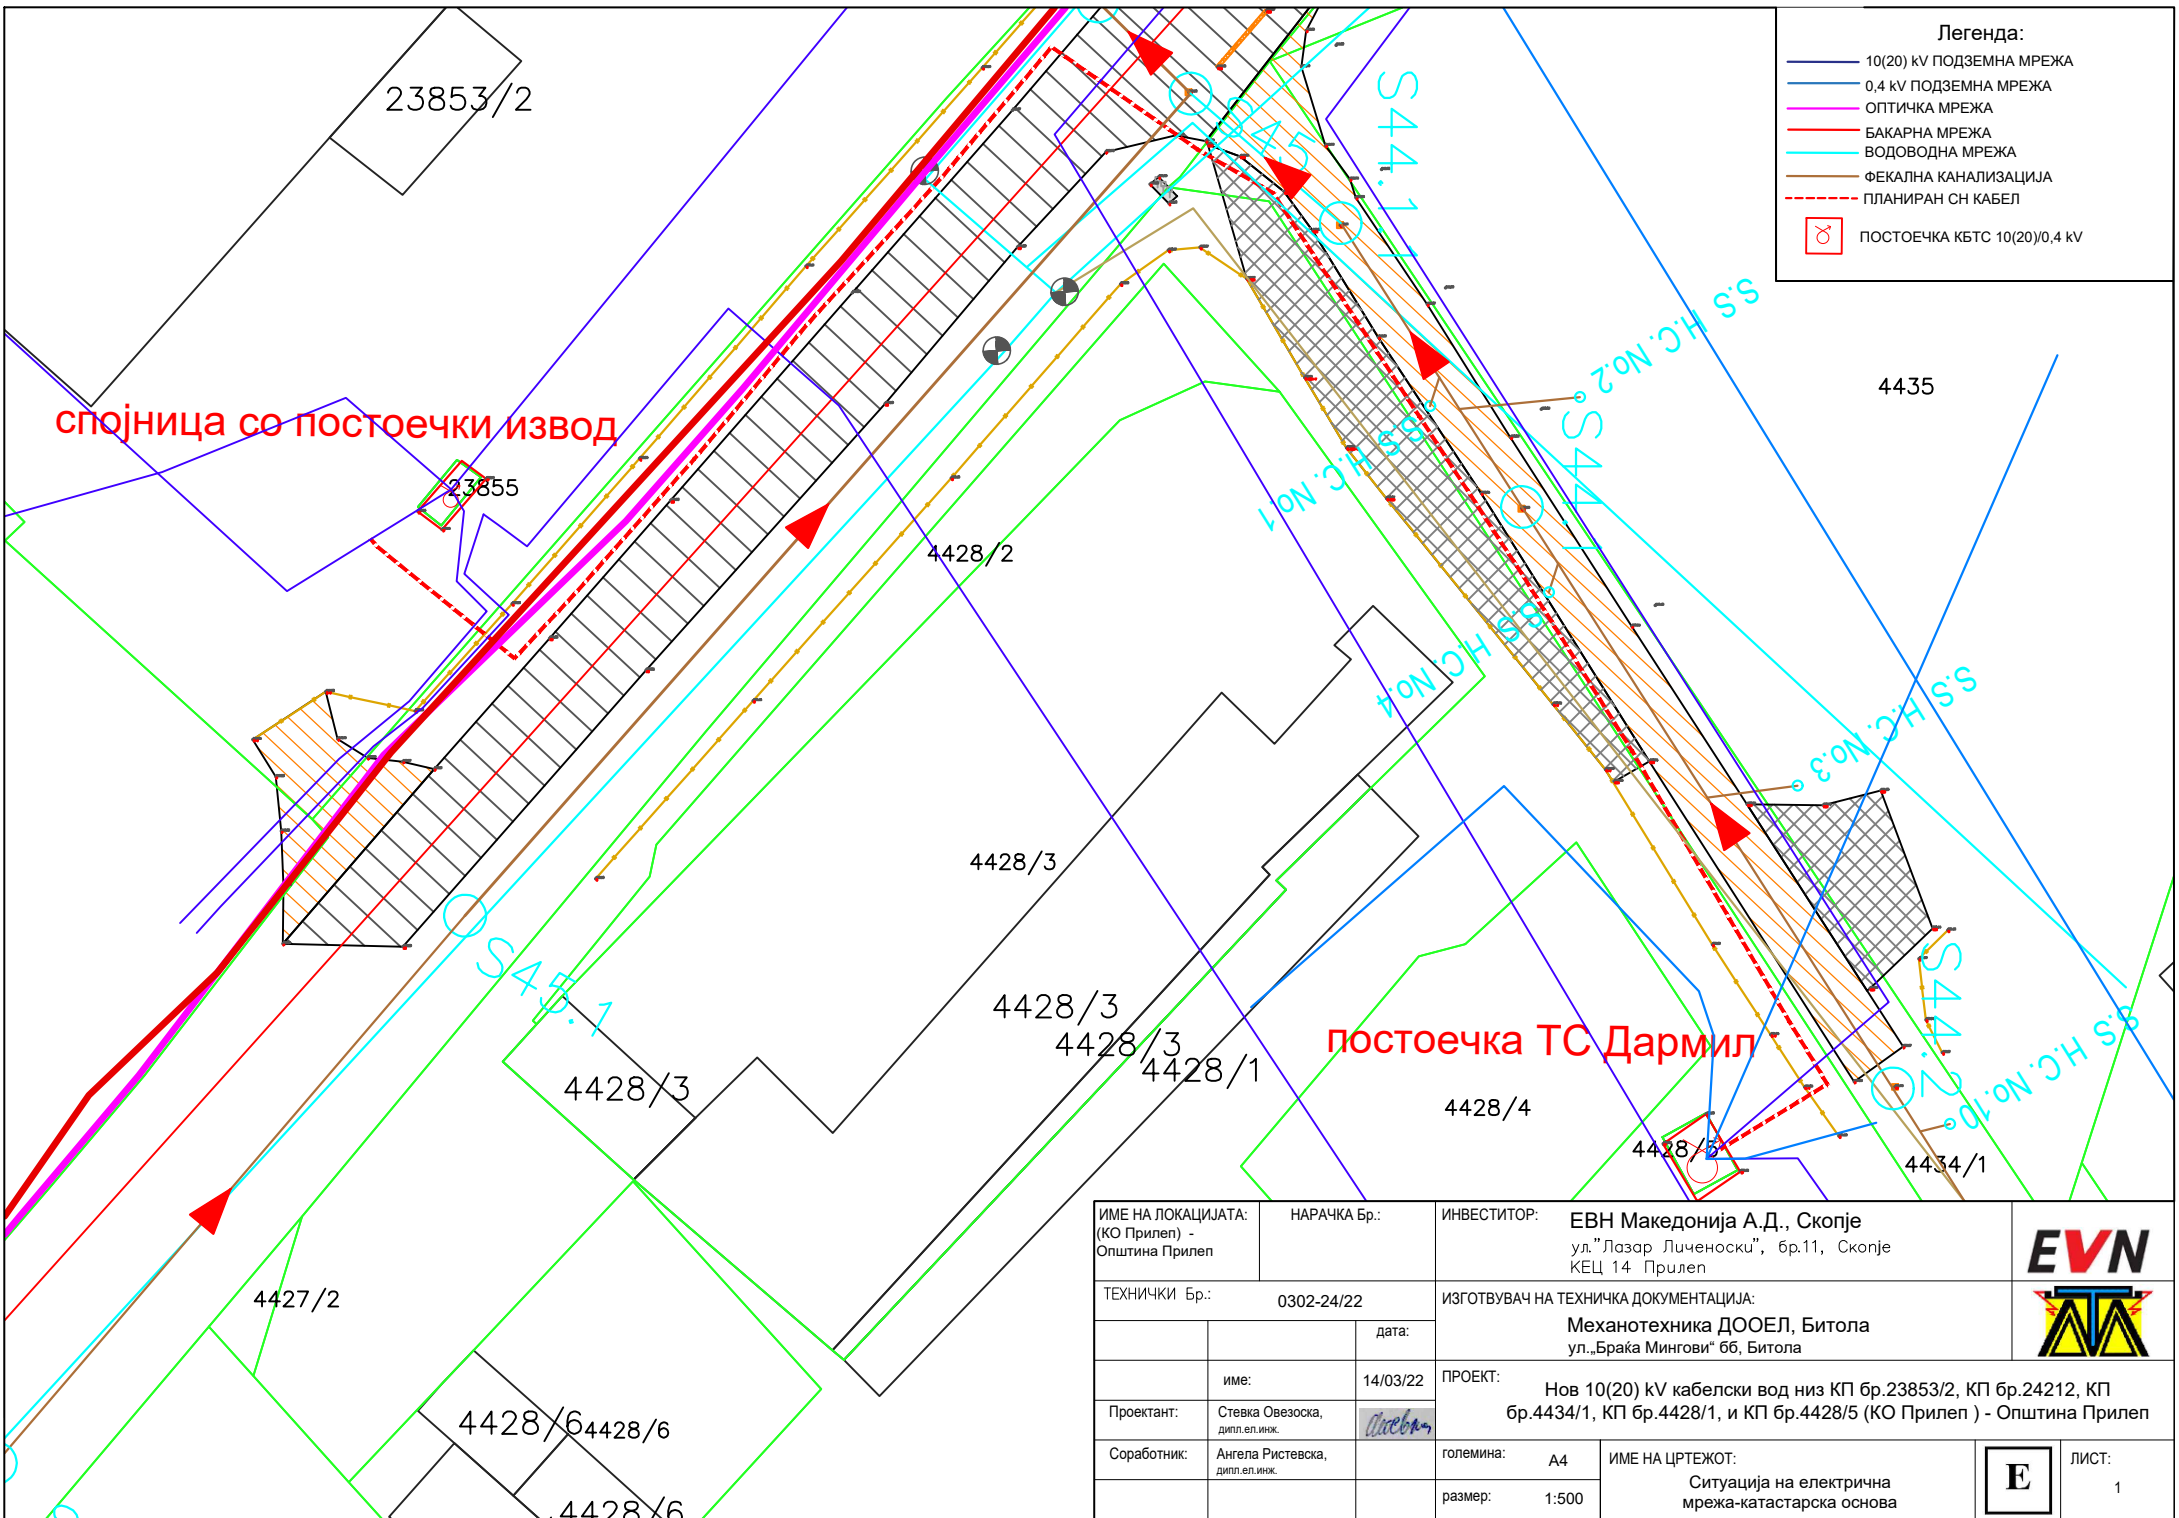 Легенда:
10(20) kV ПОДЗЕМНА МРЕЖА
0,4 kV ПОДЗЕМНА МРЕЖА
ОПТИЧКА МРЕЖА
БАКАРНА МРЕЖА
ВОДОВОДНА МРЕЖА
ФЕКАЛНА КАНАЛИЗАЦИЈА
ПЛАНИРАН СН КАБЕЛ
ПОСТОЕЧКА КБТС 10(20)/0,4 kV
23853/2
S45
S44.1.1
S.S H.C. No.2
4435
спојница со постоечки извод
23855
S44.1
S.S H.C. No.1
4428/2
S.S H.C. No.4
S.S H.C. No.3
4428/3
S45.1
S44.2
4428/3
4428/3
4428/1
постоечка ТС Дармил
S.S H.C. No.10
4428/3
4428/4
4428/5
4434/1
4427/2
4428/6
4428/6
4428/6
ИМЕ НА ЛОКАЦИЈАТА:
(КО Прилеп) -
Општина Прилеп
НАРАЧКА Бр.:
ИНВЕСТИТОР:
ЕВН Македонија А.Д., Скопје
ул."Лазар Личеноски", бр.11, Скопје
КЕЦ 14 Прилеп
EVN
ТЕХНИЧКИ Бр.:
0302-24/22
ИЗГОТВУВАЧ НА ТЕХНИЧКА ДОКУМЕНТАЦИЈА:
Механотехника ДООЕЛ, Битола
ул.„Браќа Мингови“ бб, Битола
дата:
име:
14/03/22
ПРОЕКТ:
Нов 10(20) kV кабелски вод низ КП бр.23853/2, КП бр.24212, КП
бр.4434/1, КП бр.4428/1, и КП бр.4428/5 (КО Прилеп ) - Општина Прилеп
Проектант:
Стевка Овезоска,
дипл.ел.инж.
Соработник:
Ангела Ристевска,
дипл.ел.инж.
големина:
А4
размер:
1:500
ИМЕ НА ЦРТЕЖОТ:
Ситуација на електрична
мрежа-катастарска основа
Е
ЛИСТ:
1